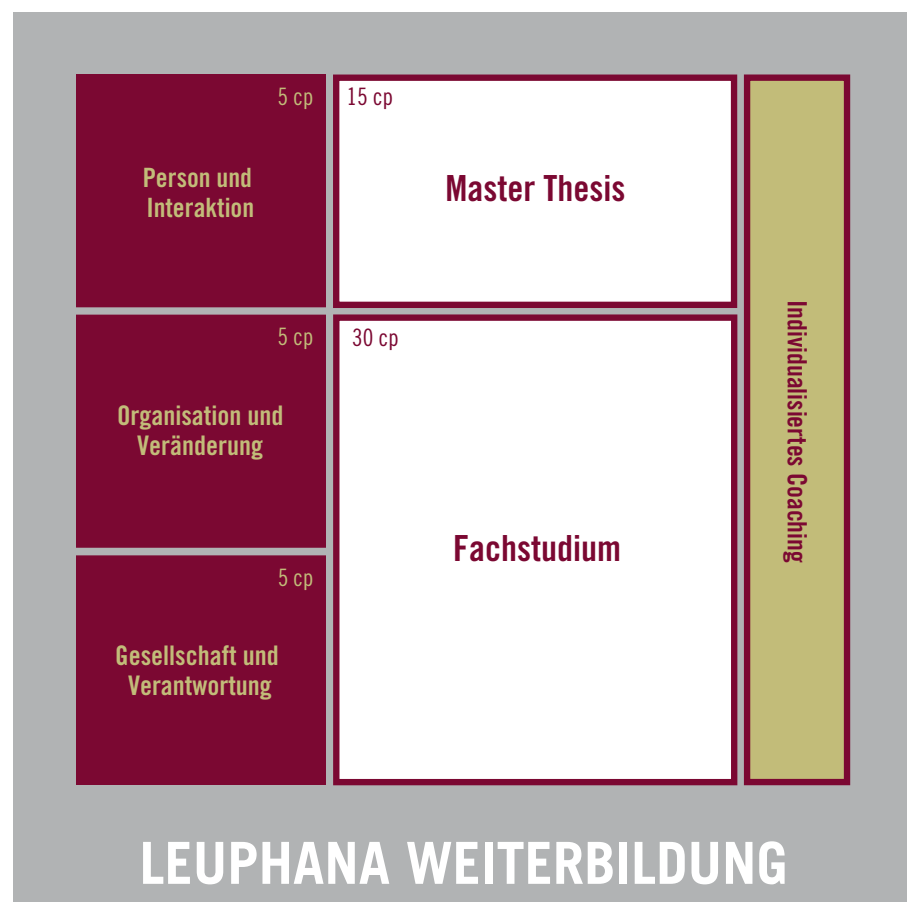 5 cp
Person und
Interaktion
15 cp
Master Thesis
5 cp
Organisation und
Veränderung
30 cp
Fachstudium
5 cp
Gesellschaft und
Verantwortung
Individualisiertes Coaching
LEUPHANA WEITERBILDUNG